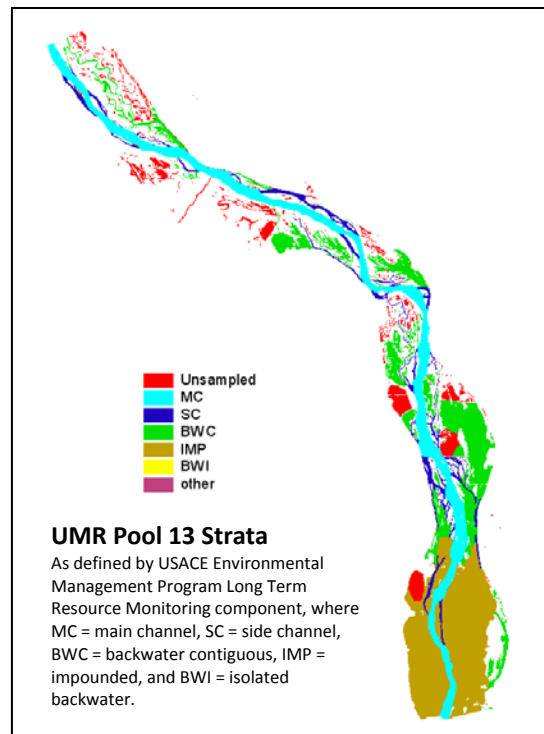 Unsampled
MC
SC
BWC
IMP
BWI
other
UMR Pool 13 Strata
As defined by USACE Environmental
Management Program Long Term
Resource Monitoring component, where
MC = main channel, SC = side channel,
BWC = backwater contiguous, IMP =
impounded, and BWI = isolated
backwater.